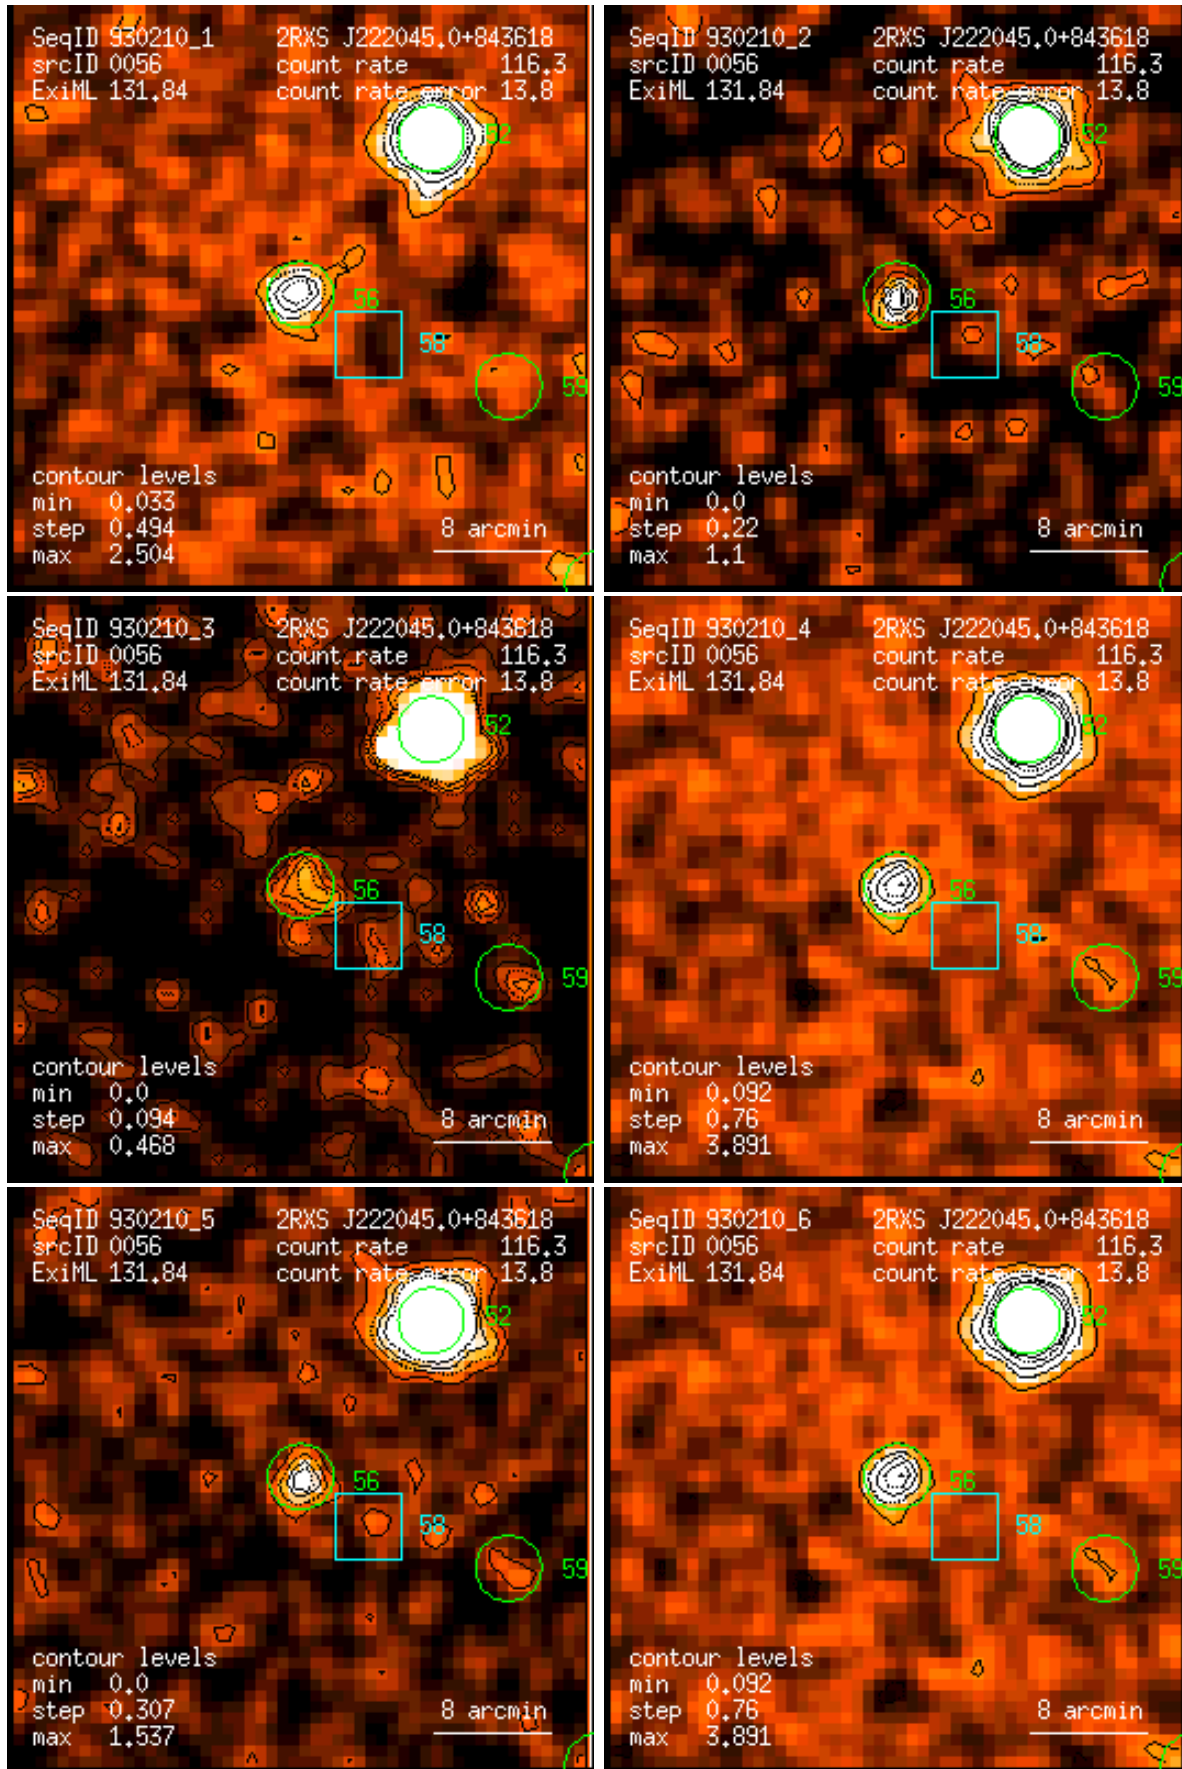 SeqID 930210_1 2RXS J222045.0+843618
srcID 0056 count rate 116.3
ExiML 131.84 count rate error 13.8
52
56
58
59
contour levels
min 0.033
step 0.494 8 arcmin
max 2.504
SeqID 930210_2 2RXS J222045.0+843618
srcID 0056 count rate 116.3
ExiML 131.84 count rate error 13.8
52
56
58
59
contour levels
min 0.0
step 0.22 8 arcmin
max 1.1
SeqID 930210_3 2RXS J222045.0+843618
srcID 0056 count rate 116.3
ExiML 131.84 count rate error 13.8
52
56
58
59
contour levels
min 0.0
step 0.094 8 arcmin
max 0.468
SeqID 930210_4 2RXS J222045.0+843618
srcID 0056 count rate 116.3
ExiML 131.84 count rate error 13.8
52
56
58
59
contour levels
min 0.092
step 0.76 8 arcmin
max 3.891
SeqID 930210_5 2RXS J222045.0+843618
srcID 0056 count rate 116.3
ExiML 131.84 count rate error 13.8
52
56
58
59
contour levels
min 0.0
step 0.307 8 arcmin
max 1.537
SeqID 930210_6 2RXS J222045.0+843618
srcID 0056 count rate 116.3
ExiML 131.84 count rate error 13.8
52
56
58
59
contour levels
min 0.092
step 0.76 8 arcmin
max 3.891